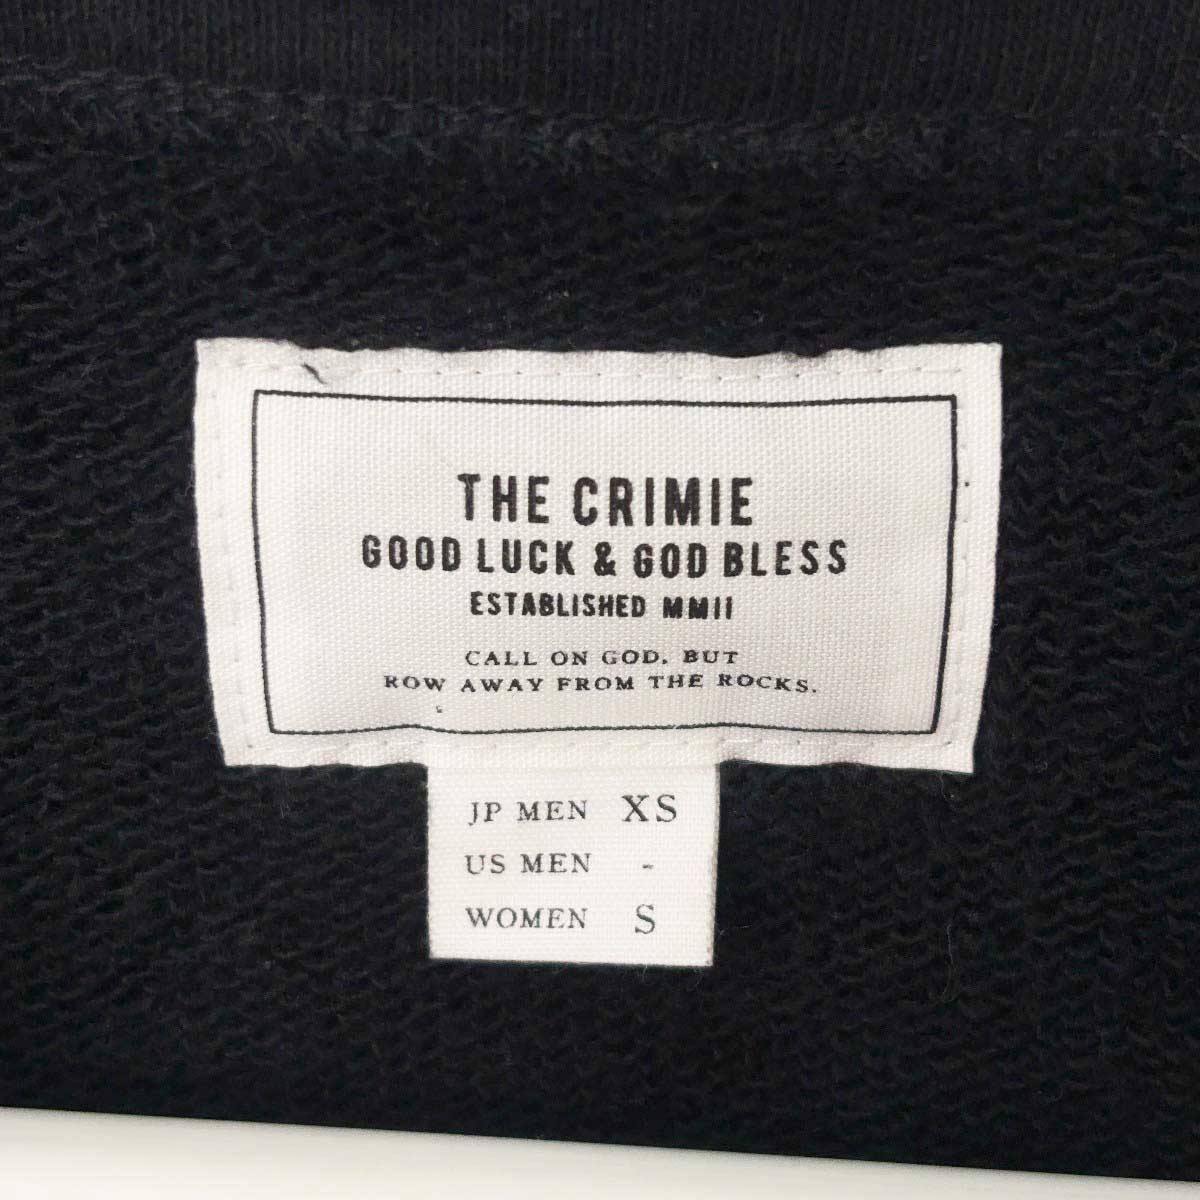 THE CRIMIE
GOOD LUCK & GOD BLESS
ESTABLISHED MMII
CALL ON GOD, BUT
ROW AWAY FROM THE ROCKS.
JP MEN XS
US MEN -
WOMEN S